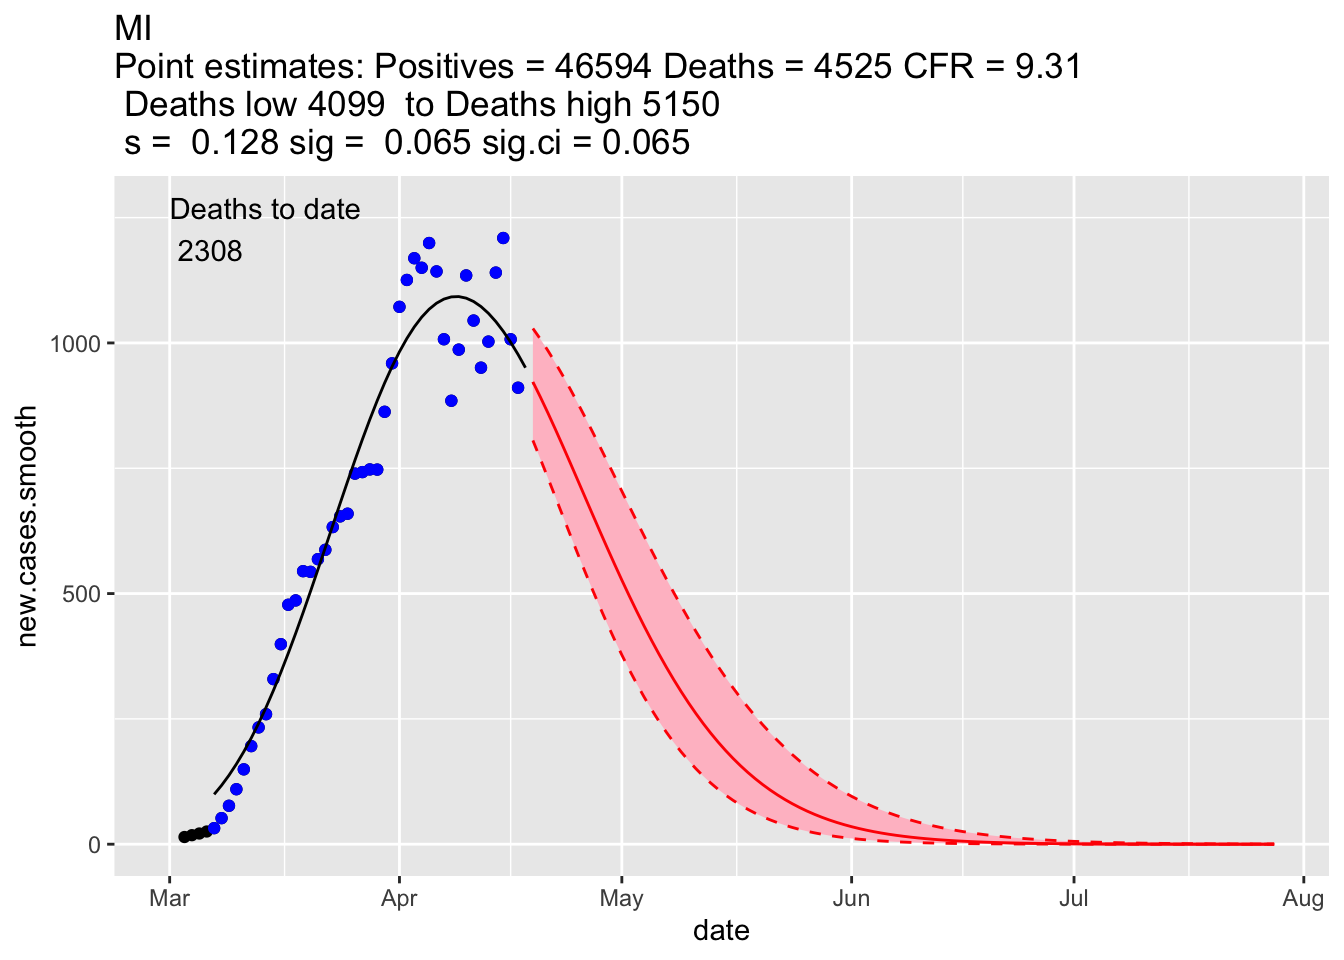 MI
Point estimates: Positives = 46594 Deaths = 4525 CFR = 9.31
Deaths low 4099  to Deaths high 5150
s =  0.128 sig =  0.065 sig.ci = 0.065
Deaths to date
2308
1000
500
0
new.cases.smooth
Mar Apr May Jun Jul Aug
date